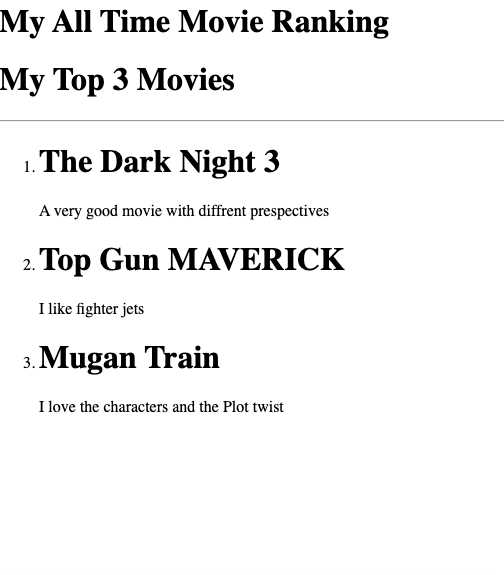 My All Time Movie Ranking
My Top 3 Movies
1. The Dark Night 3
A very good movie with diffrent prespectives
2. Top Gun MAVERICK
I like fighter jets
3. Mugan Train
I love the characters and the Plot twist